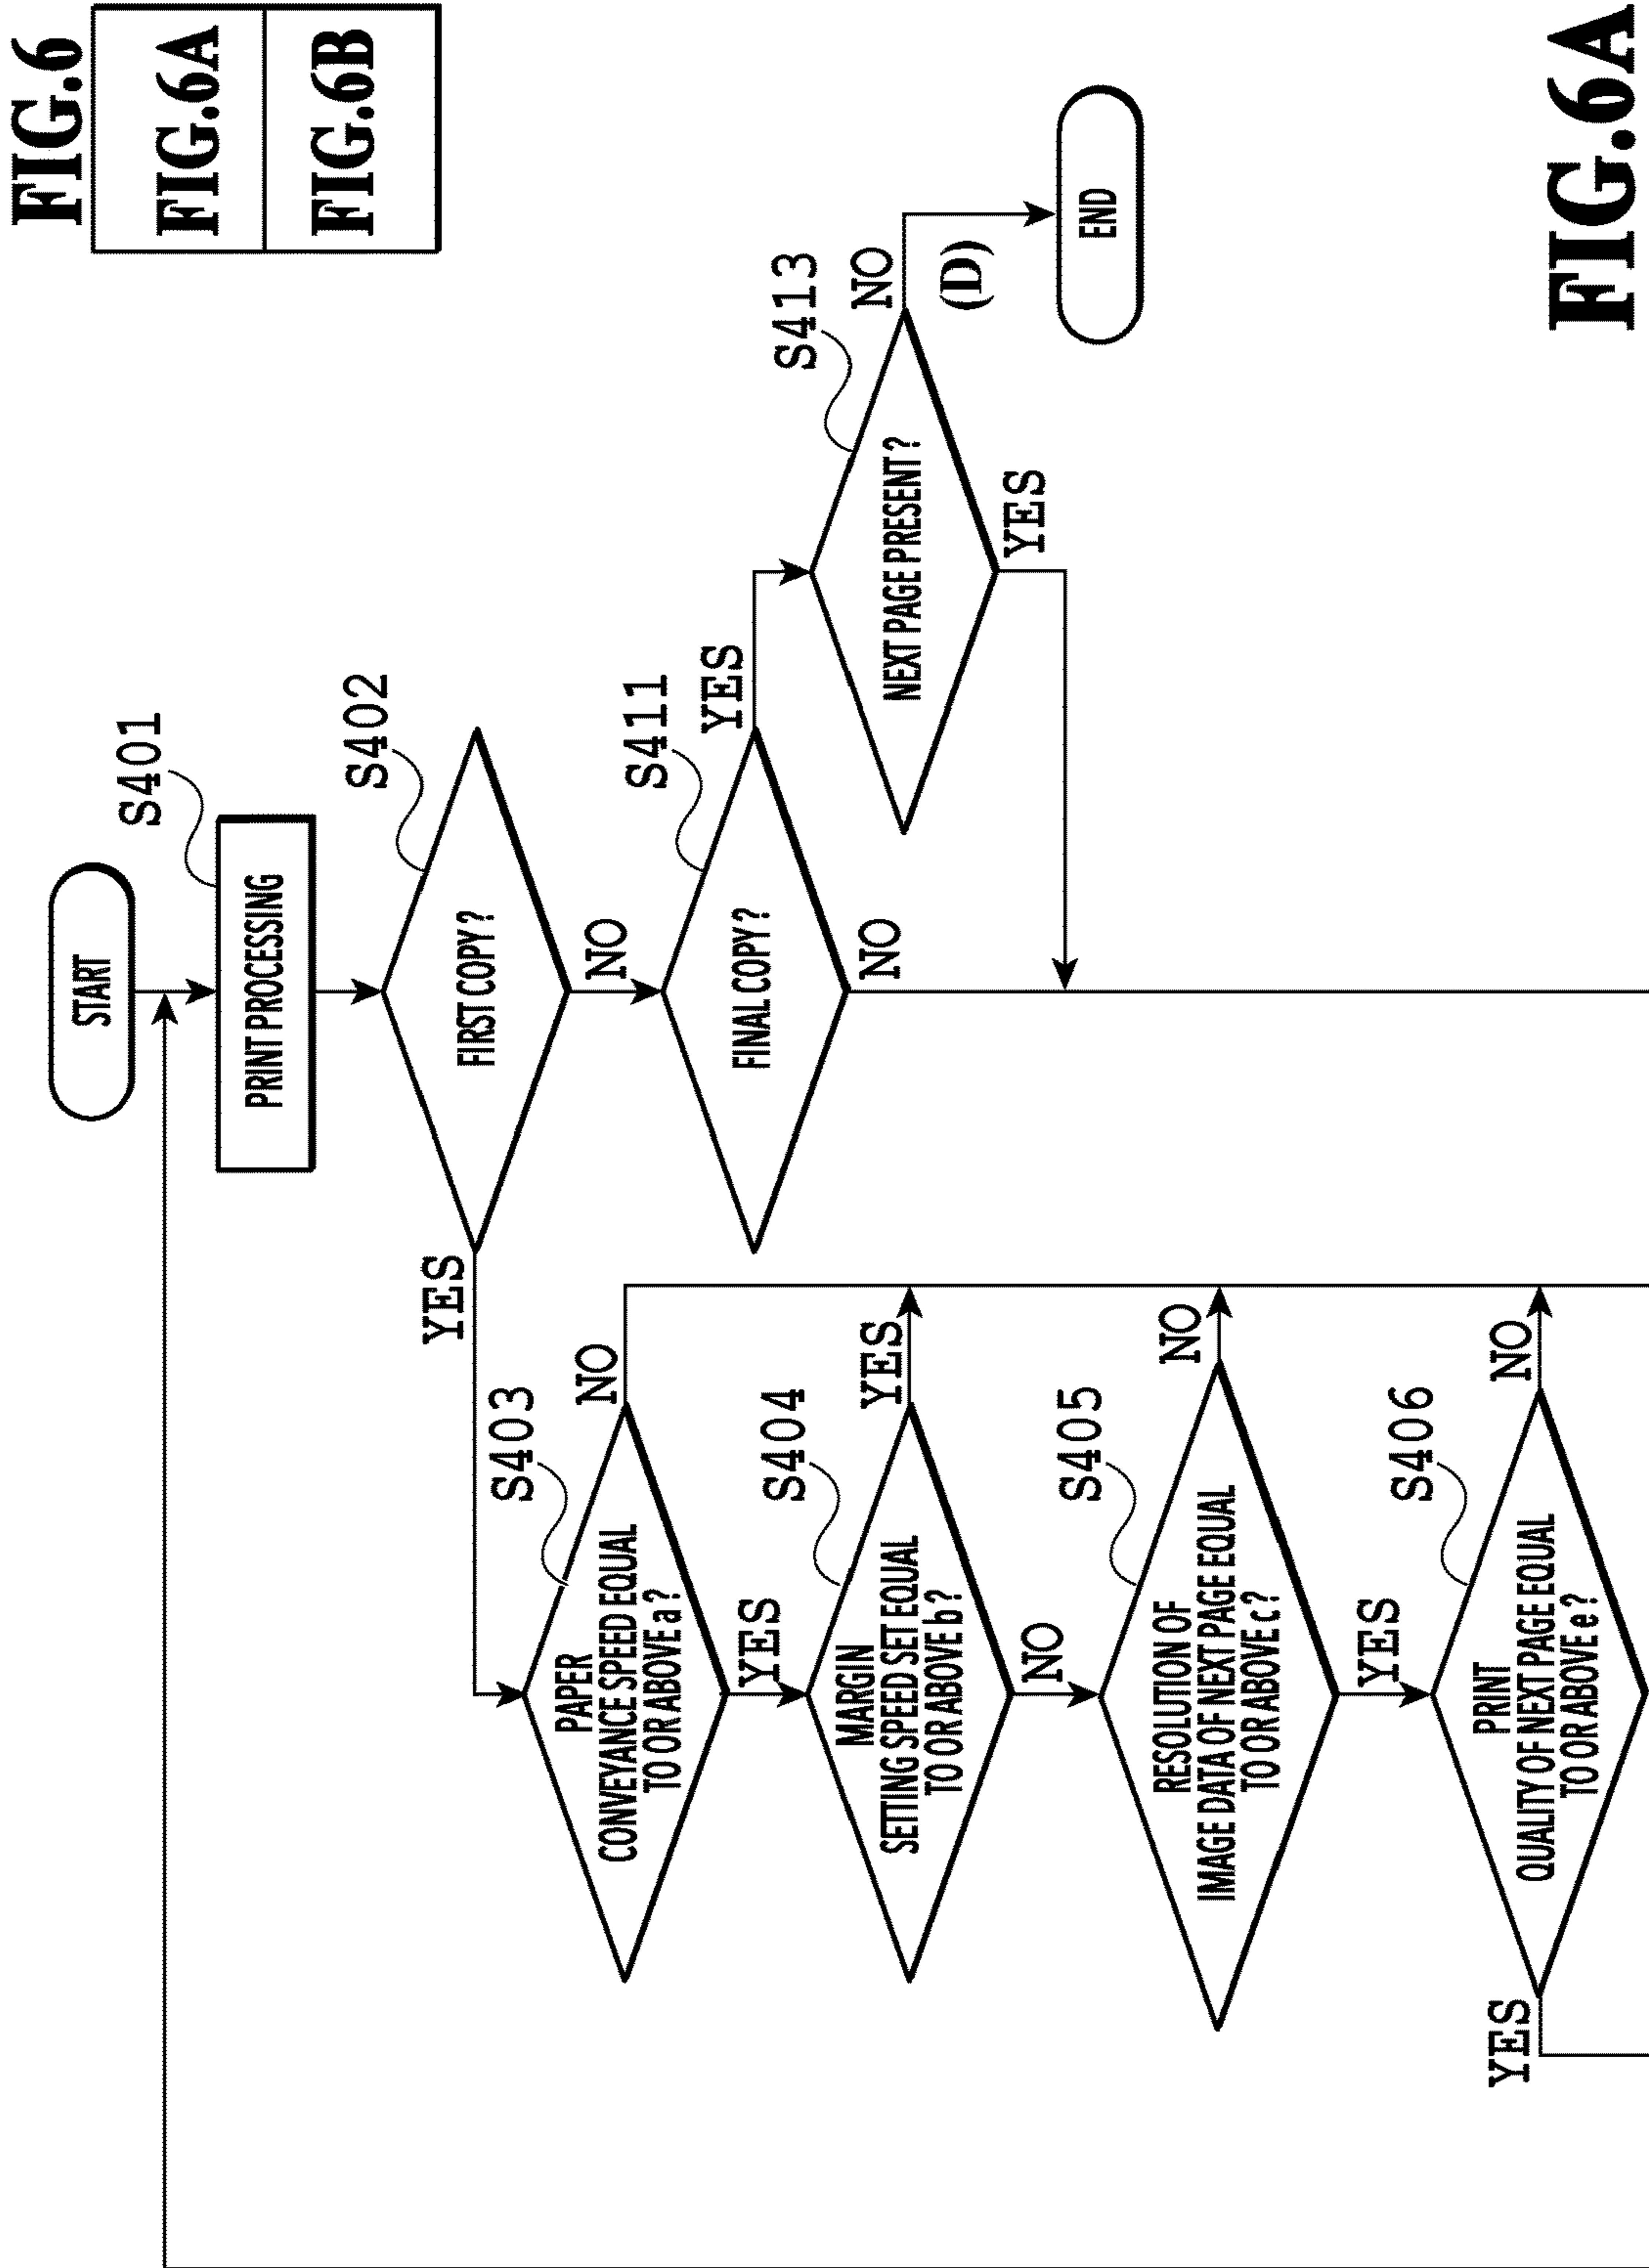 FIG.6
FIG.6A
FIG.6B
START
S401
PRINT PROCESSING
S402
FIRST COPY?
YES
NO
S411
FINAL COPY?
YES
NO
S413
NEXT PAGE PRESENT?
NO
(D)
YES
END
S403
PAPER
CONVEYANCE SPEED EQUAL
TO OR ABOVE a?
NO
YES
S404
MARGIN
SETTING SPEED SET EQUAL
TO OR ABOVE b?
YES
NO
S405
RESOLUTION OF
IMAGE DATA OF NEXT PAGE EQUAL
TO OR ABOVE c?
NO
YES
S406
PRINT
QUALITY OF NEXT PAGE EQUAL
TO OR ABOVE e?
NO
YES
FIG.6A